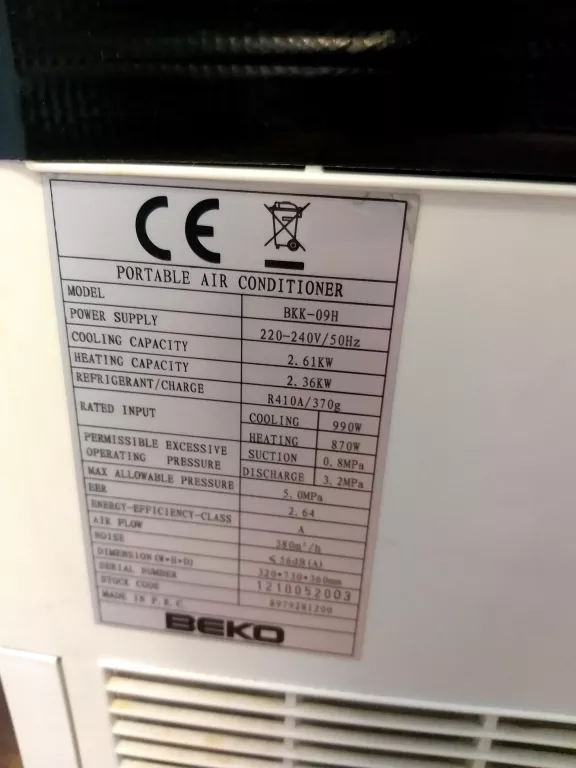 CE
PORTABLE AIR CONDITIONER
MODEL BKK-09H
POWER SUPPLY 220-240V/50Hz
COOLING CAPACITY 2.61KW
HEATING CAPACITY 2.36KW
REFRIGERANT/CHARGE R410A/370g
RATED INPUT COOLING 990W
HEATING 870W
PERMISSIBLE EXCESSIVE OPERATING PRESSURE SUCTION 0.8MPa
DISCHARGE 3.2MPa
MAX ALLOWABLE PRESSURE 5.0MPa
EER 2.64
ENERGY-EFFICIENCY-CLASS A
AIR FLOW 380m³/h
NOISE ≤56dB(A)
DIMENSION(W*H*D) 320*730*360mm
SERIAL NUMBER 1210052003
STOCK CODE 8979281200
MADE IN P.R.C.
BEKO